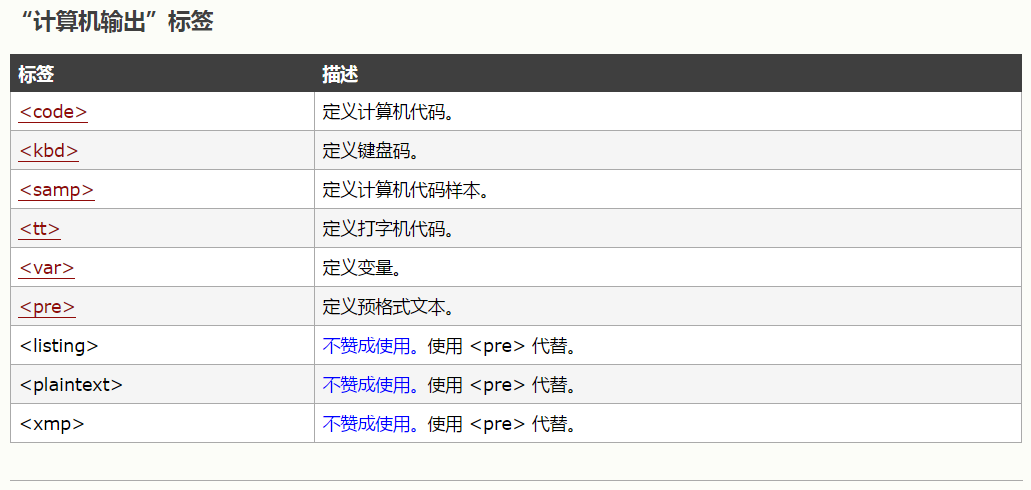 “计算机输出”标签
标签 描述
<code> 定义计算机代码。
<kbd> 定义键盘码。
<samp> 定义计算机代码样本。
<tt> 定义打字机代码。
<var> 定义变量。
<pre> 定义预格式文本。
<listing> 不赞成使用。使用 <pre> 代替。
<plaintext> 不赞成使用。使用 <pre> 代替。
<xmp> 不赞成使用。使用 <pre> 代替。